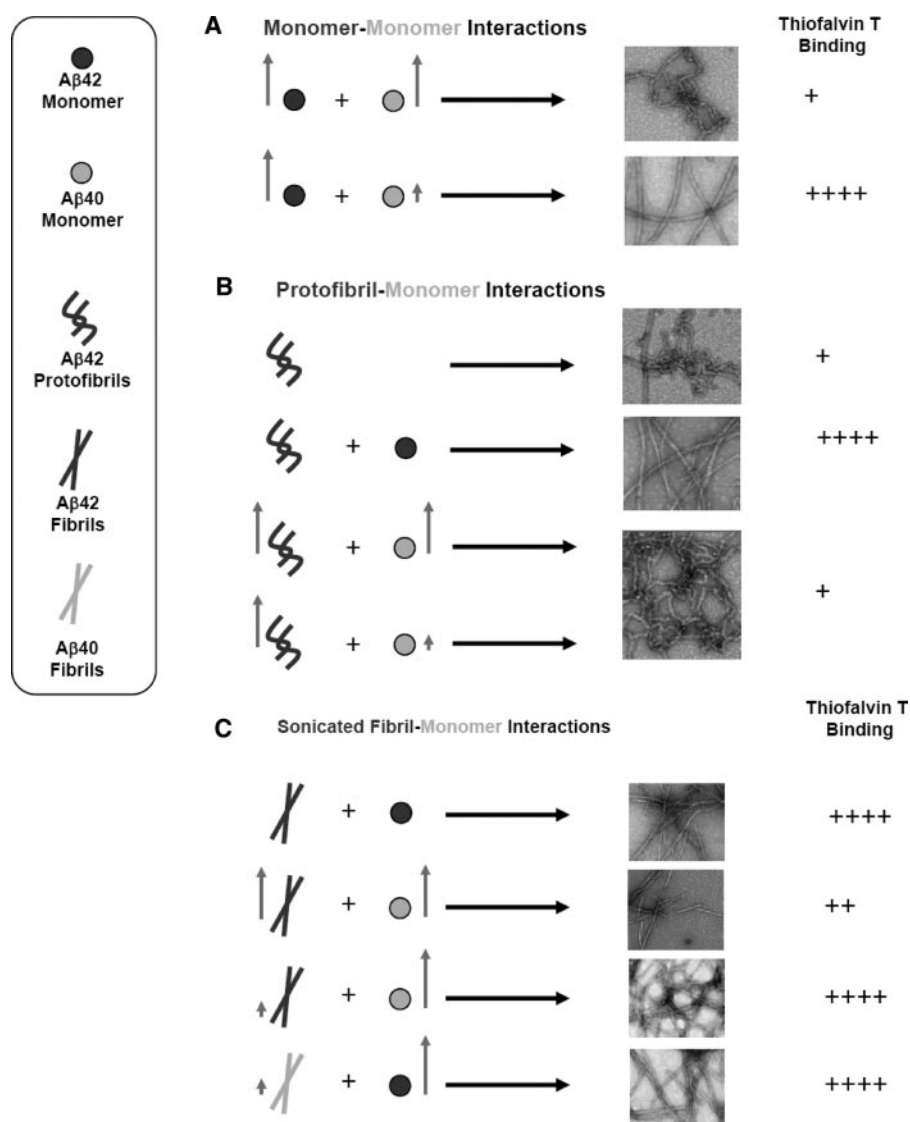 Aβ42
Monomer
Aβ40
Monomer
Aβ42
Protofibrils
Aβ42
Fibrils
Aβ40
Fibrils
A Monomer-Monomer Interactions
Thiofalvin T
Binding
+ +
+ ++++
B Protofibril-Monomer Interactions
+
+ ++++
+
+
+
C Sonicated Fibril-Monomer Interactions
Thiofalvin T
Binding
+ ++++
+ ++
+ ++++
+ ++++